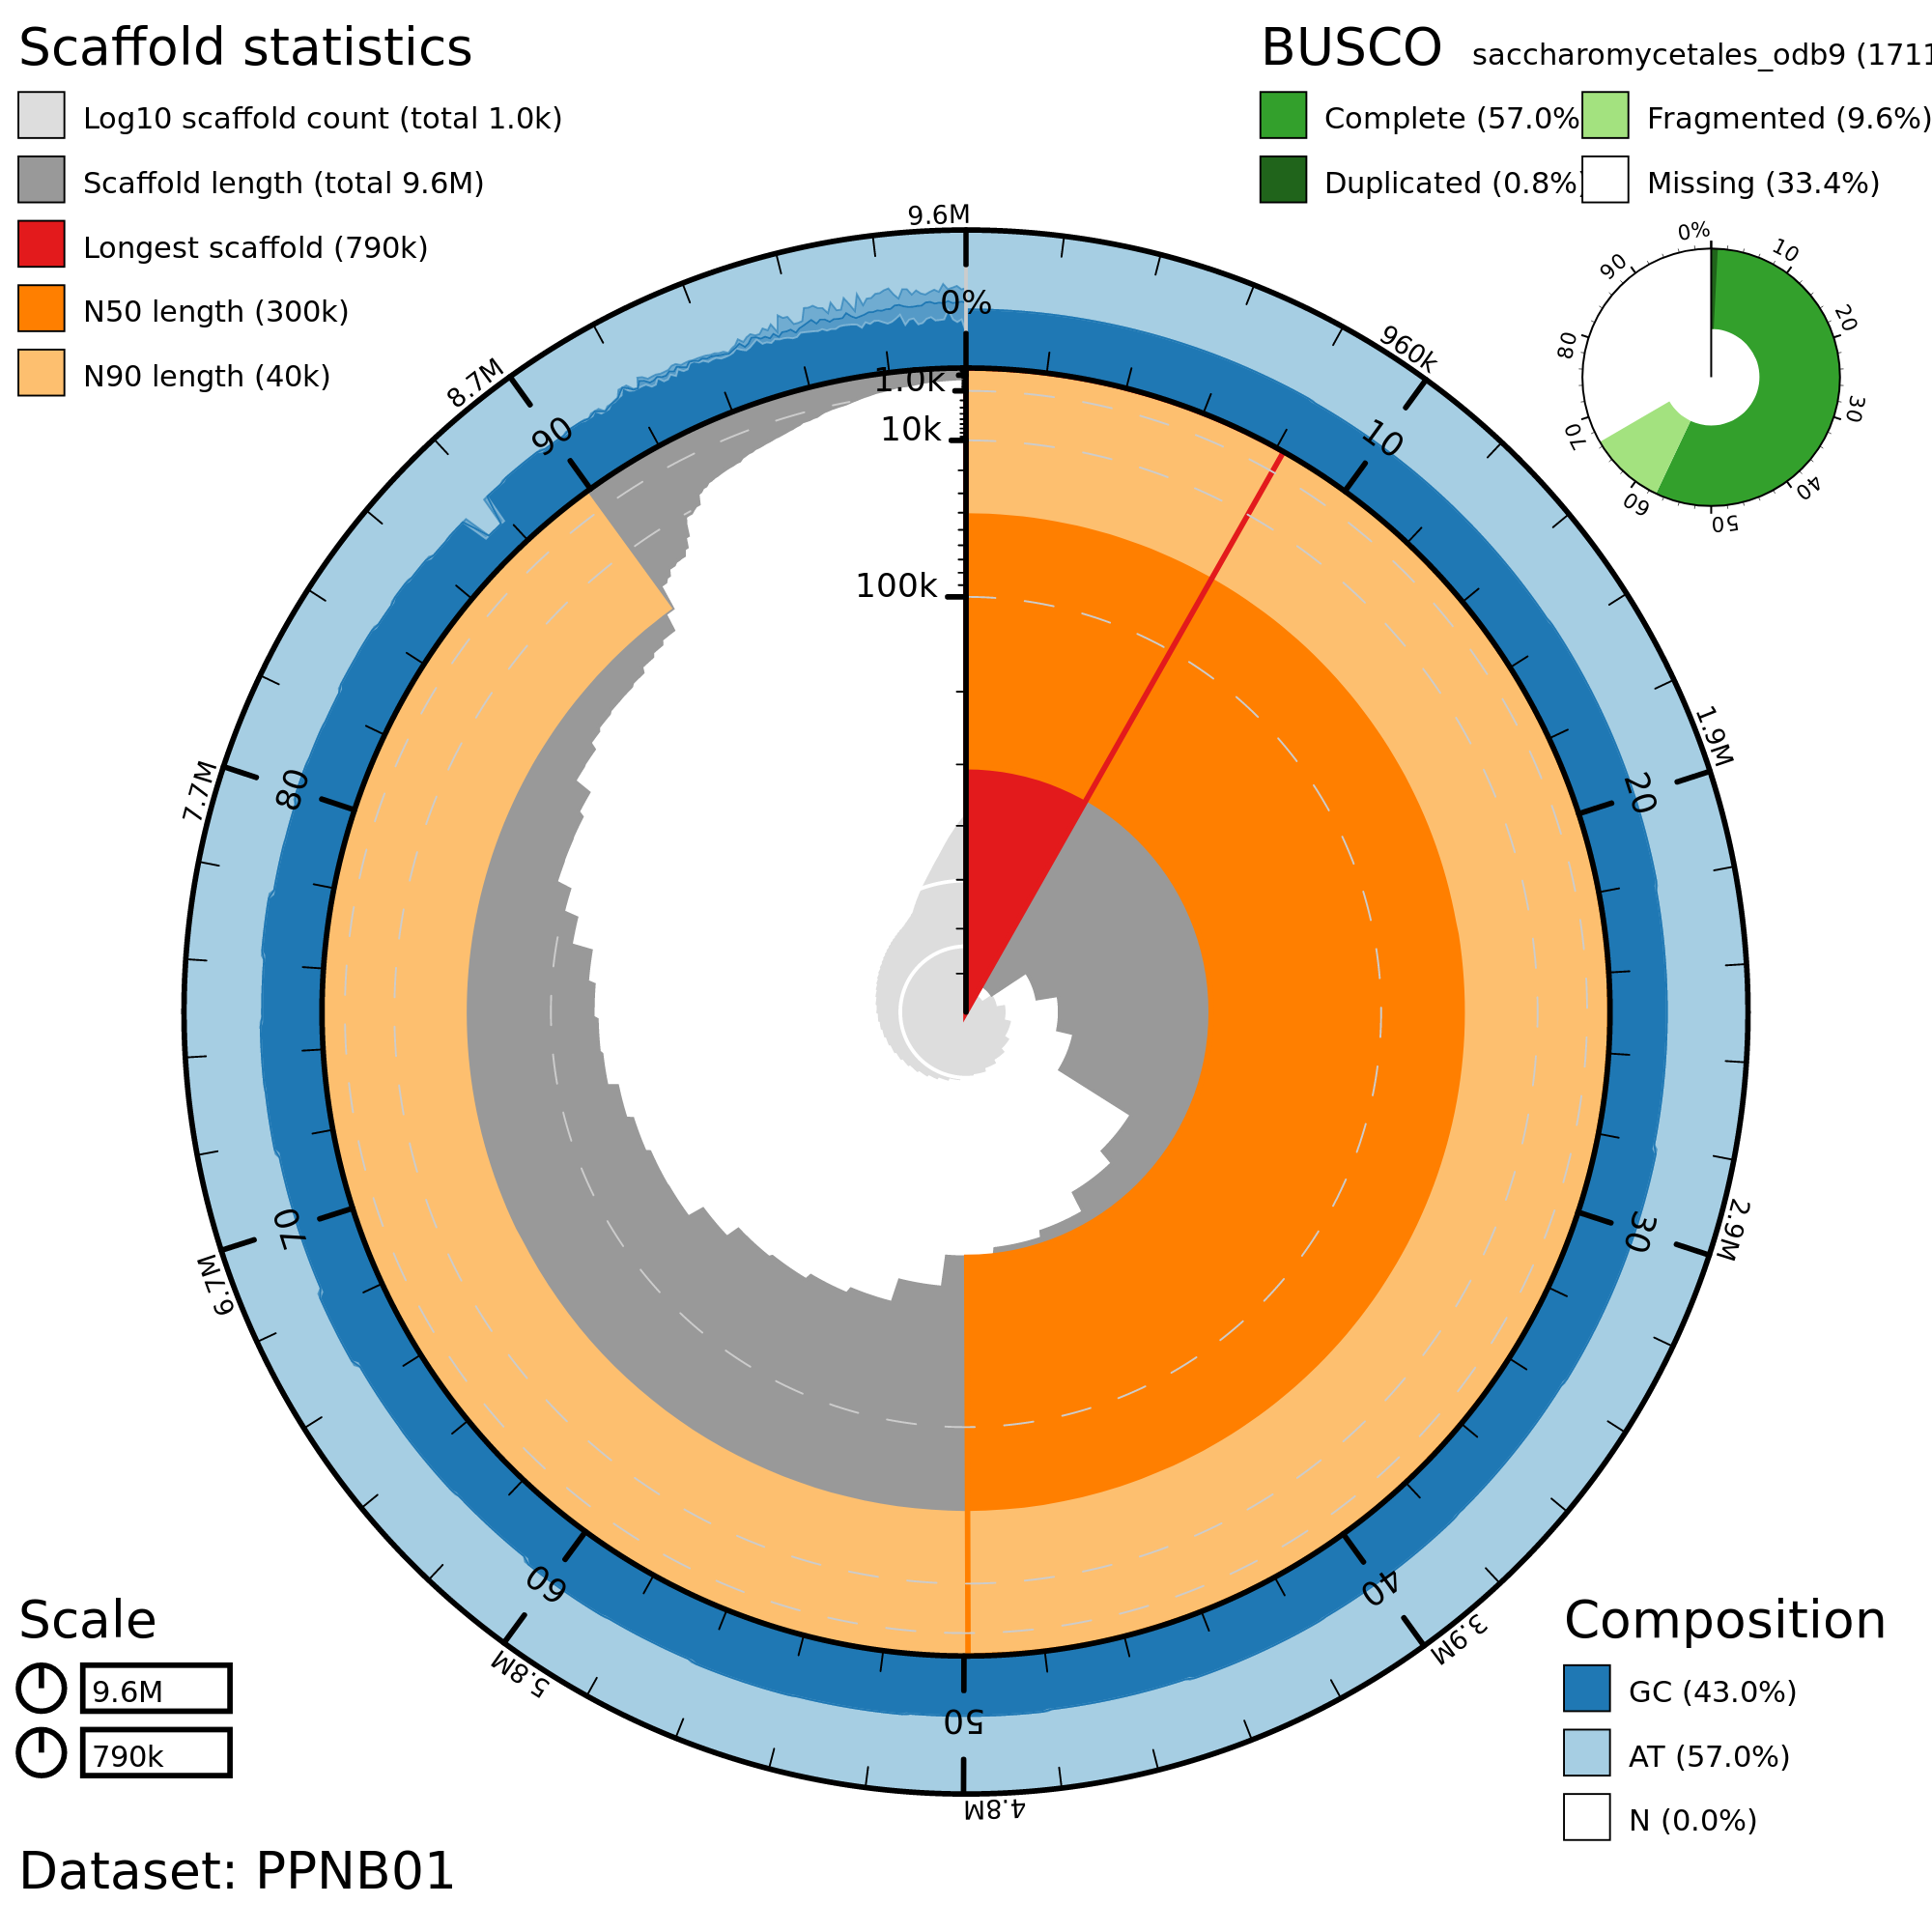 Scaffold statistics
Log10 scaffold count (total 1.0k)
Scaffold length (total 9.6M)
Longest scaffold (790k)
N50 length (300k)
N90 length (40k)
BUSCO saccharomycetales_odb9 (1711
Complete (57.0%
Fragmented (9.6%)
Duplicated (0.8%)
Missing (33.4%)
0%
10
20
30
40
50
60
70
80
90
9.6M
960k
1.9M
2.9M
3.9M
4.8M
5.8M
6.7M
7.7M
8.7M
0%
10
20
30
40
50
60
70
80
90
1.0k
10k
100k
Scale
9.6M
790k
Composition
GC (43.0%)
AT (57.0%)
N (0.0%)
Dataset: PPNB01